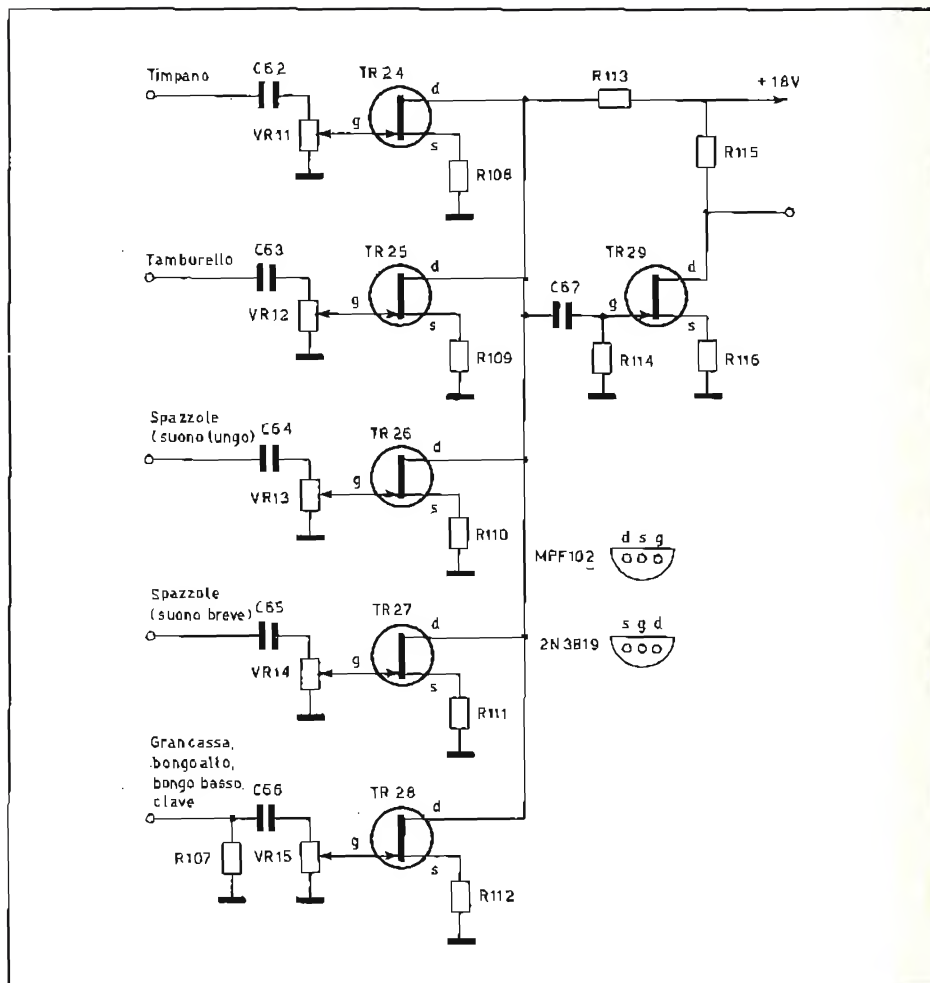 Timpano
C62
TR24
d
g
s
VR11
R108
R113
+18V
R115
Tamburello
C63
TR25
d
g
s
VR12
R109
C67
TR29
d
g
s
R114
R116
Spazzole
(suono lungo)
C64
TR26
d
g
s
VR13
R110
MPF102
d s g
Spazzole
(suono breve)
C65
TR27
d
g
s
VR14
R111
2N3819
s g d
Gran cassa,
bongo alto,
bongo basso,
clave
C66
TR28
d
g
s
R107
VR15
R112